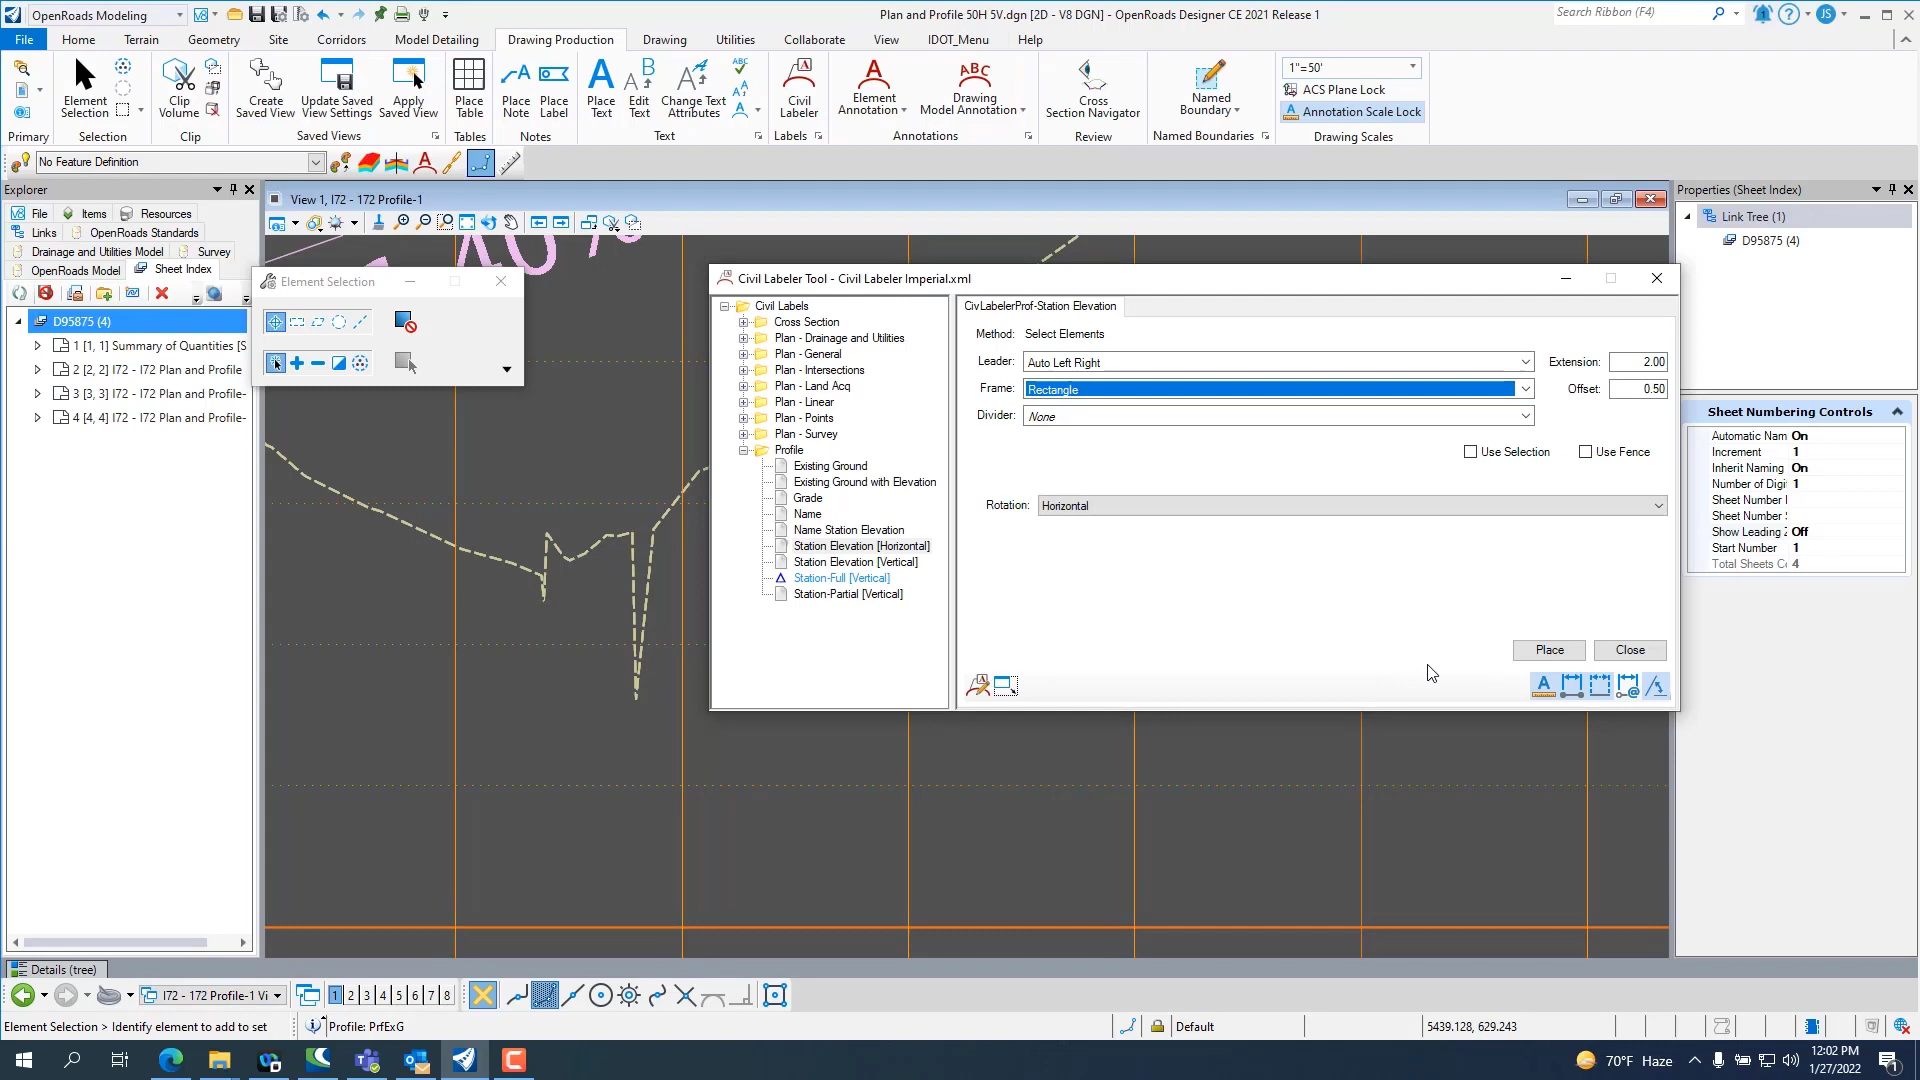 OpenRoads Modeling
Plan and Profile 50H 5V.dgn [2D - V8 DGN] - OpenRoads Designer CE 2021 Release 1
Search Ribbon (F4)
JS
File Home Terrain Geometry Site Corridors Model Detailing Drawing Production Drawing Utilities Collaborate View IDOT_Menu Help
Element Selection
Clip Volume
Create Saved View
Update Saved View Settings
Apply Saved View
Place Table
Place Note
Place Label
Place Text
Edit Text
Change Text Attributes
Civil Labeler
Element Annotation
Drawing Model Annotation
Cross Section Navigator
Named Boundary
1"=50'
ACS Plane Lock
Annotation Scale Lock
Primary Selection Clip Saved Views Tables Notes Text Labels Annotations Review Named Boundaries Drawing Scales
No Feature Definition
Explorer
File Items Resources
Links OpenRoads Standards
Drainage and Utilities Model Survey
OpenRoads Model Sheet Index
D95875 (4)
1 [1, 1] Summary of Quantities [S
2 [2, 2] I72 - I72 Plan and Profile
3 [3, 3] I72 - I72 Plan and Profile-
4 [4, 4] I72 - I72 Plan and Profile-
View 1, I72 - 172 Profile-1
Element Selection
Civil Labeler Tool - Civil Labeler Imperial.xml
Civil Labels
Cross Section
Plan - Drainage and Utilities
Plan - General
Plan - Intersections
Plan - Land Acq
Plan - Linear
Plan - Points
Plan - Survey
Profile
Existing Ground
Existing Ground with Elevation
Grade
Name
Name Station Elevation
Station Elevation [Horizontal]
Station Elevation [Vertical]
Station-Full [Vertical]
Station-Partial [Vertical]
CivLabelerProf-Station Elevation
Method: Select Elements
Leader: Auto Left Right Extension: 2.00
Frame: Rectangle Offset: 0.50
Divider: None
Use Selection Use Fence
Rotation: Horizontal
Place Close
Properties (Sheet Index)
Link Tree (1)
D95875 (4)
Sheet Numbering Controls
Automatic Nam On
Increment 1
Inherit Naming On
Number of Digi 1
Sheet Number
Sheet Number
Show Leading Z Off
Start Number 1
Total Sheets Co 4
Details (tree)
I72 - 172 Profile-1 Vi 1 2 3 4 5 6 7 8
Element Selection > Identify element to add to set Profile: PrfExG Default 5439.128, 629.243
70°F Haze
12:02 PM
1/27/2022
1